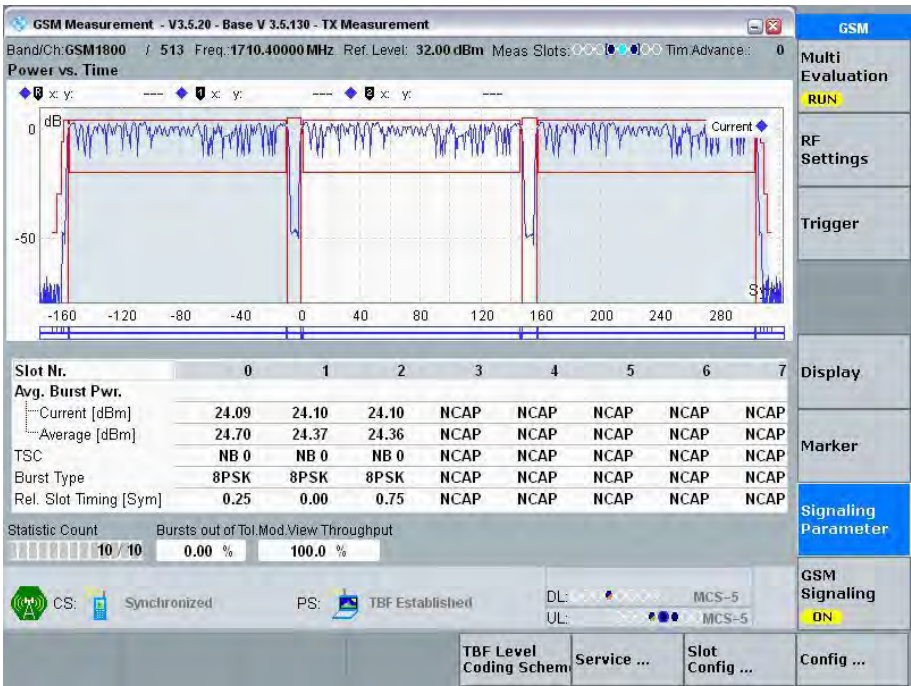 GSM Measurement - V3.5.20 - Base V 3.5.130 - TX Measurement
GSM
Band/Ch:GSM1800 / 513 Freq.:1710.40000 MHz Ref. Level: 32.00 dBm Meas Slots: Tim.Advance.: 0
Power vs. Time
Multi Evaluation
RUN
x: y: --- x: y: --- x: y: ---
dB
Current
0
-50
-160 -120 -80 -40 0 40 80 120 160 200 240 280
RF Settings
Trigger
Slot Nr. 0 1 2 3 4 5 6 7
Avg. Burst Pwr.
Current [dBm] 24.09 24.10 24.10 NCAP NCAP NCAP NCAP NCAP
Average [dBm] 24.70 24.37 24.36 NCAP NCAP NCAP NCAP NCAP
TSC NB 0 NB 0 NB 0 NCAP NCAP NCAP NCAP NCAP
Burst Type 8PSK 8PSK 8PSK NCAP NCAP NCAP NCAP NCAP
Rel. Slot Timing [Sym] 0.25 0.00 0.75 NCAP NCAP NCAP NCAP NCAP
Display
Marker
Statistic Count Bursts out of Tol. Mod.View Throughput
10 / 10 0.00 % 100.0 %
Signaling Parameter
CS: Synchronized PS: TBF Established
DL: MCS-5
UL: MCS-5
GSM Signaling
ON
TBF Level
Coding Schem
Service ...
Slot
Config ...
Config ...